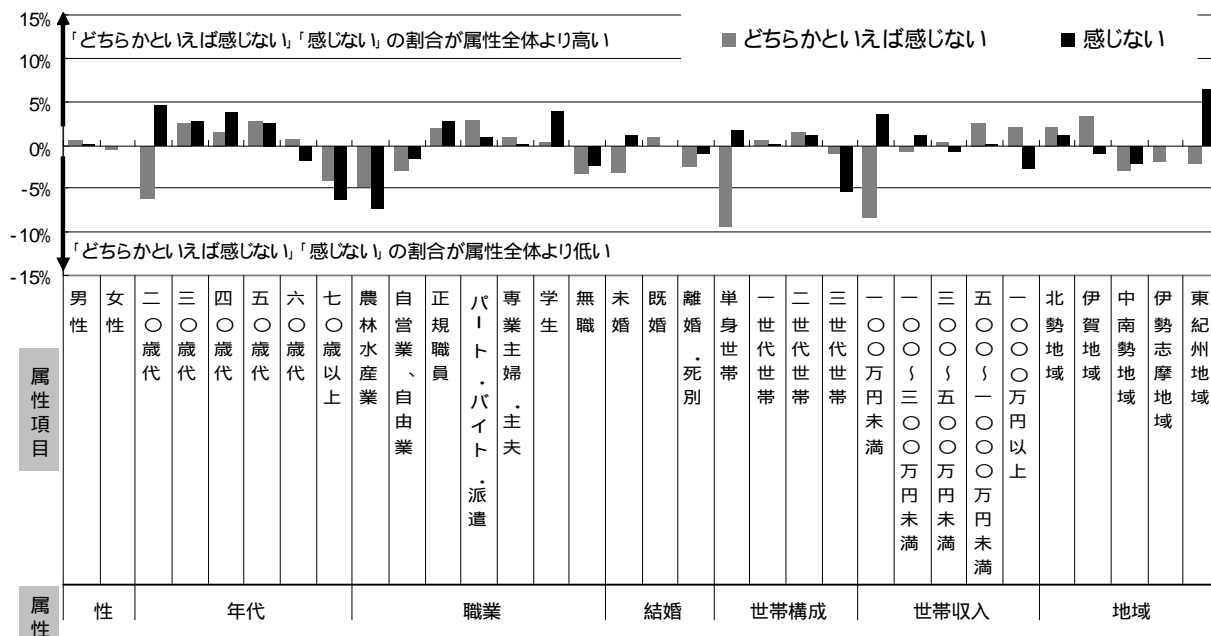 15%
10%
5%
0%
-5%
-10%
-15%
「どちらかといえば感じない」「感じない」の割合が属性全体より高い
どちらかといえば感じない
感じない
「どちらかといえば感じない」「感じない」の割合が属性全体より低い
属性項目
男性
女性
二〇歳代
三〇歳代
四〇歳代
五〇歳代
六〇歳代
七〇歳以上
農林水産業
自営業、自由業
正規職員
パート・バイト・派遣
専業主婦・主夫
学生
無職
未婚
既婚
離婚・死別
単身世帯
一世代世帯
二世代世帯
三世代世帯
一〇〇万円未満
一〇〇～三〇〇万円未満
三〇〇～五〇〇万円未満
五〇〇～一〇〇〇万円未満
一〇〇〇万円以上
北勢地域
伊賀地域
中南勢地域
伊勢志摩地域
東紀州地域
属性
性
年代
職業
結婚
世帯構成
世帯収入
地域